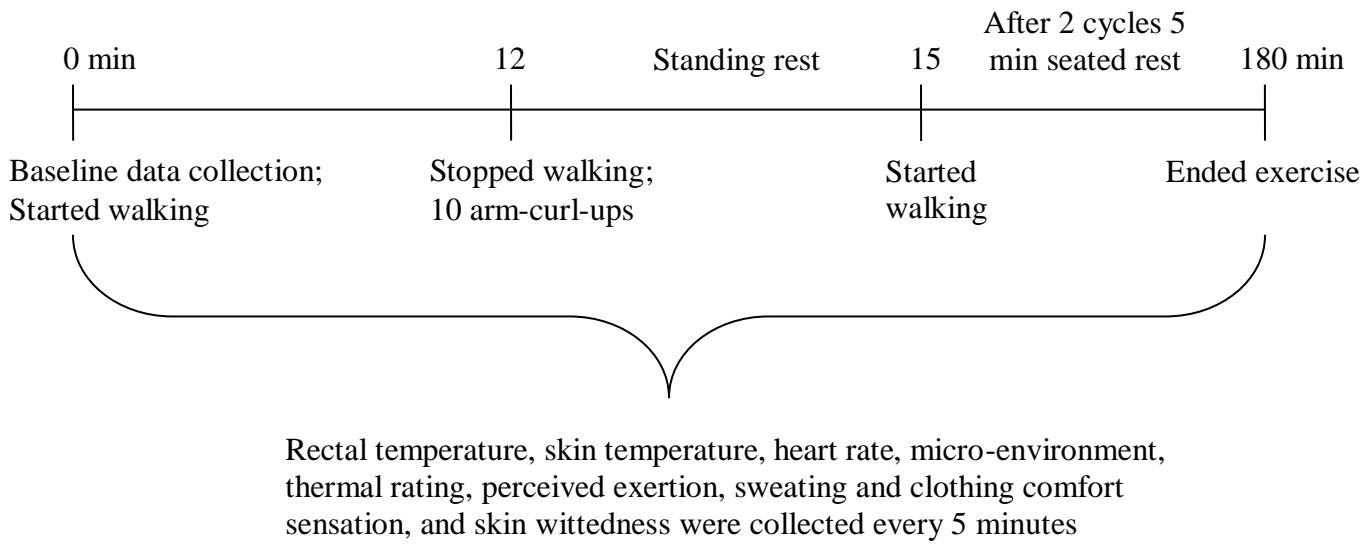 After 2 cycles 5
0 min 12 Standing rest 15 min seated rest 180 min
Baseline data collection; Stopped walking; Started Ended exercise
Started walking 10 arm-curl-ups walking
Rectal temperature, skin temperature, heart rate, micro-environment,
thermal rating, perceived exertion, sweating and clothing comfort
sensation, and skin wittedness were collected every 5 minutes